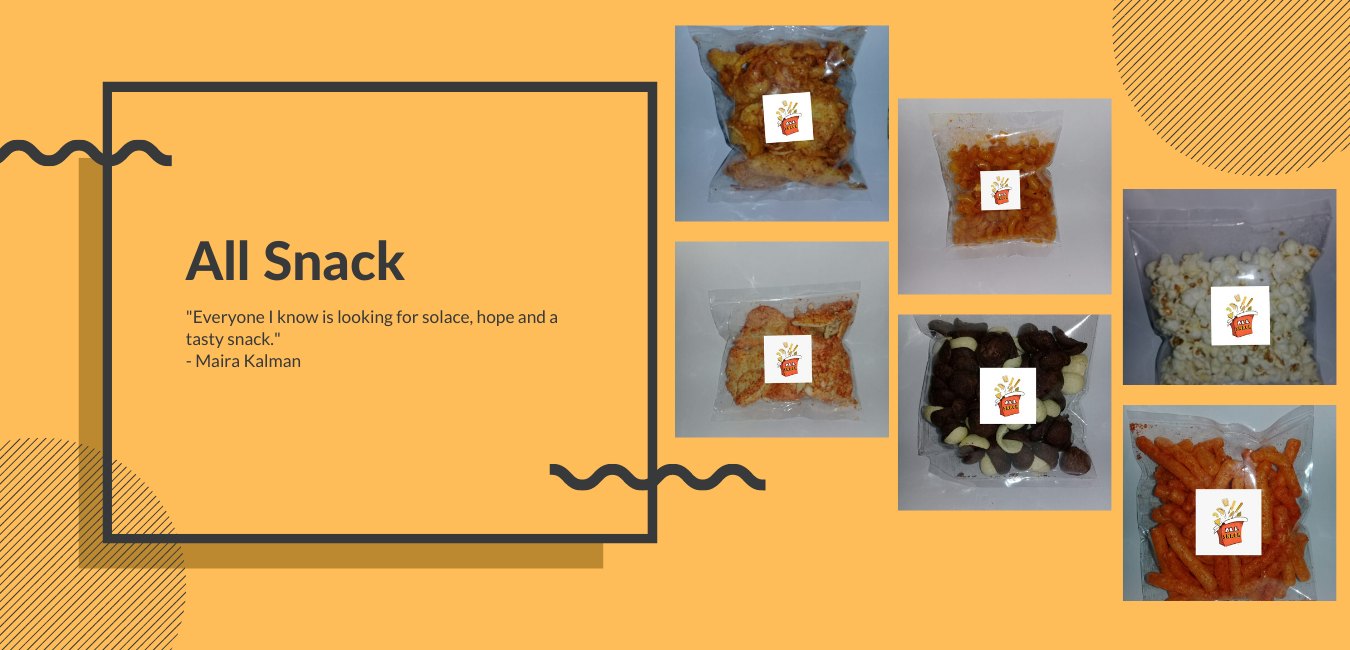 All Snack
"Everyone I know is looking for solace, hope and a
tasty snack."
- Maira Kalman